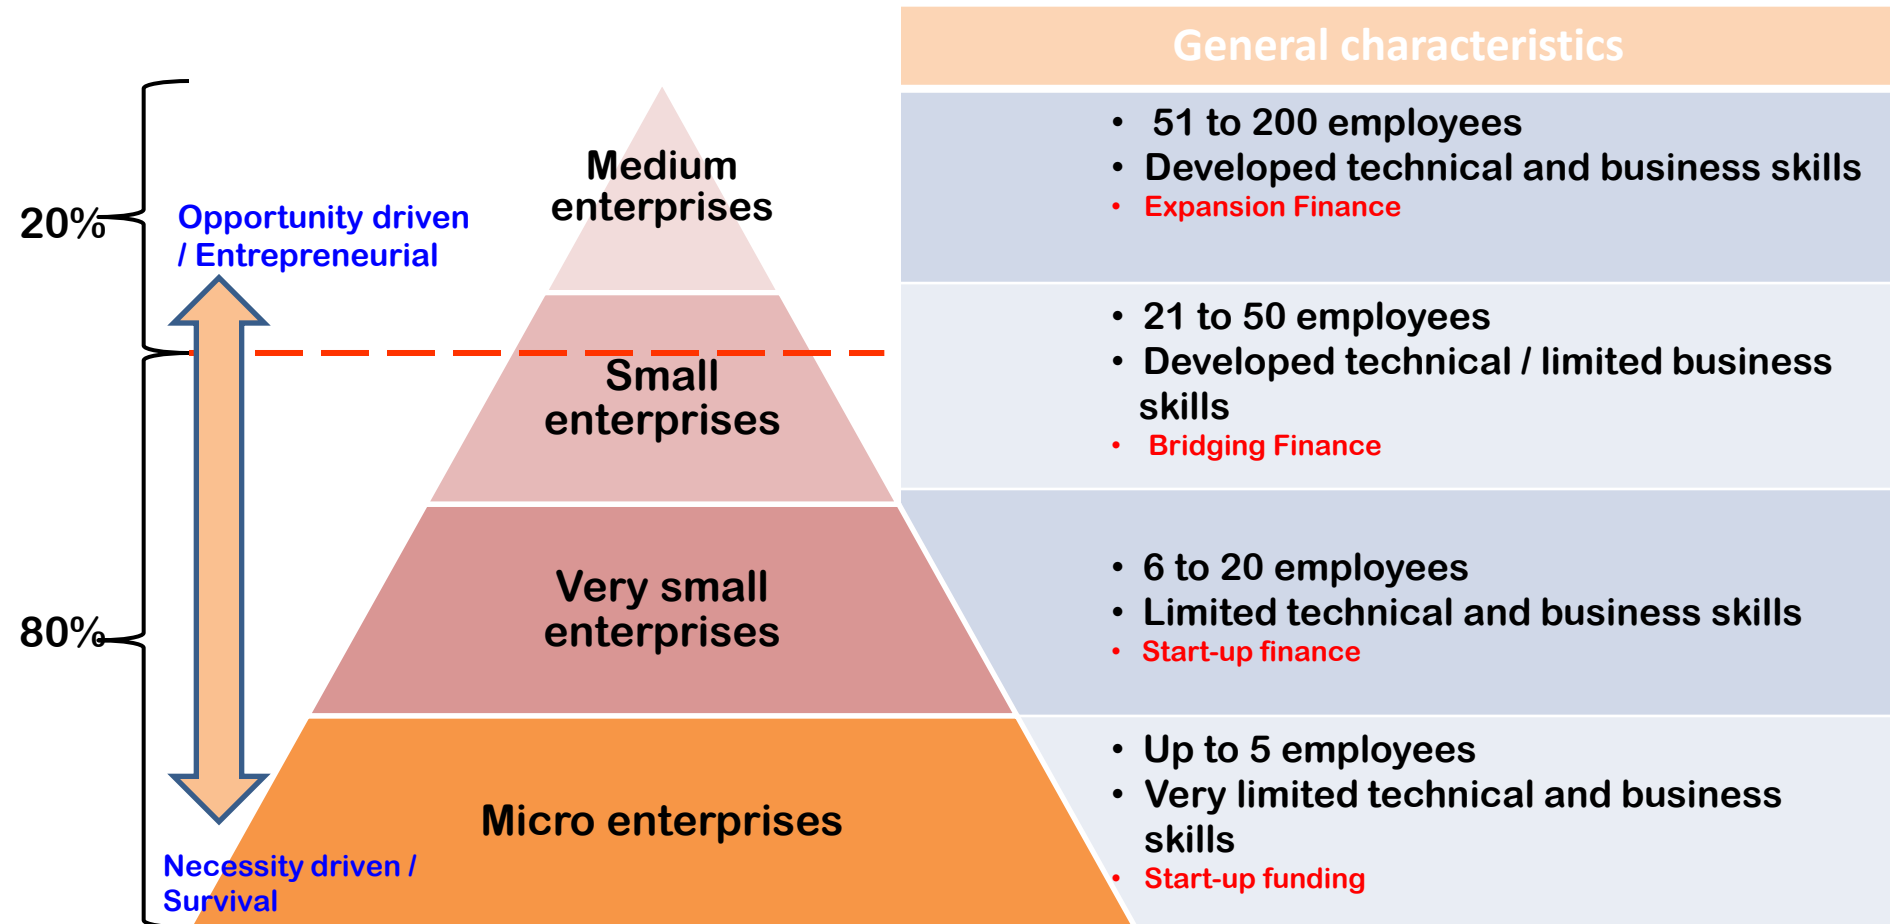 General characteristics
20%
Opportunity driven
/ Entrepreneurial
Medium
enterprises
• 51 to 200 employees
• Developed technical and business skills
• Expansion Finance
Small
enterprises
• 21 to 50 employees
• Developed technical / limited business
skills
• Bridging Finance
80%
Very small
enterprises
• 6 to 20 employees
• Limited technical and business skills
• Start-up finance
Micro enterprises
Necessity driven /
Survival
• Up to 5 employees
• Very limited technical and business
skills
• Start-up funding